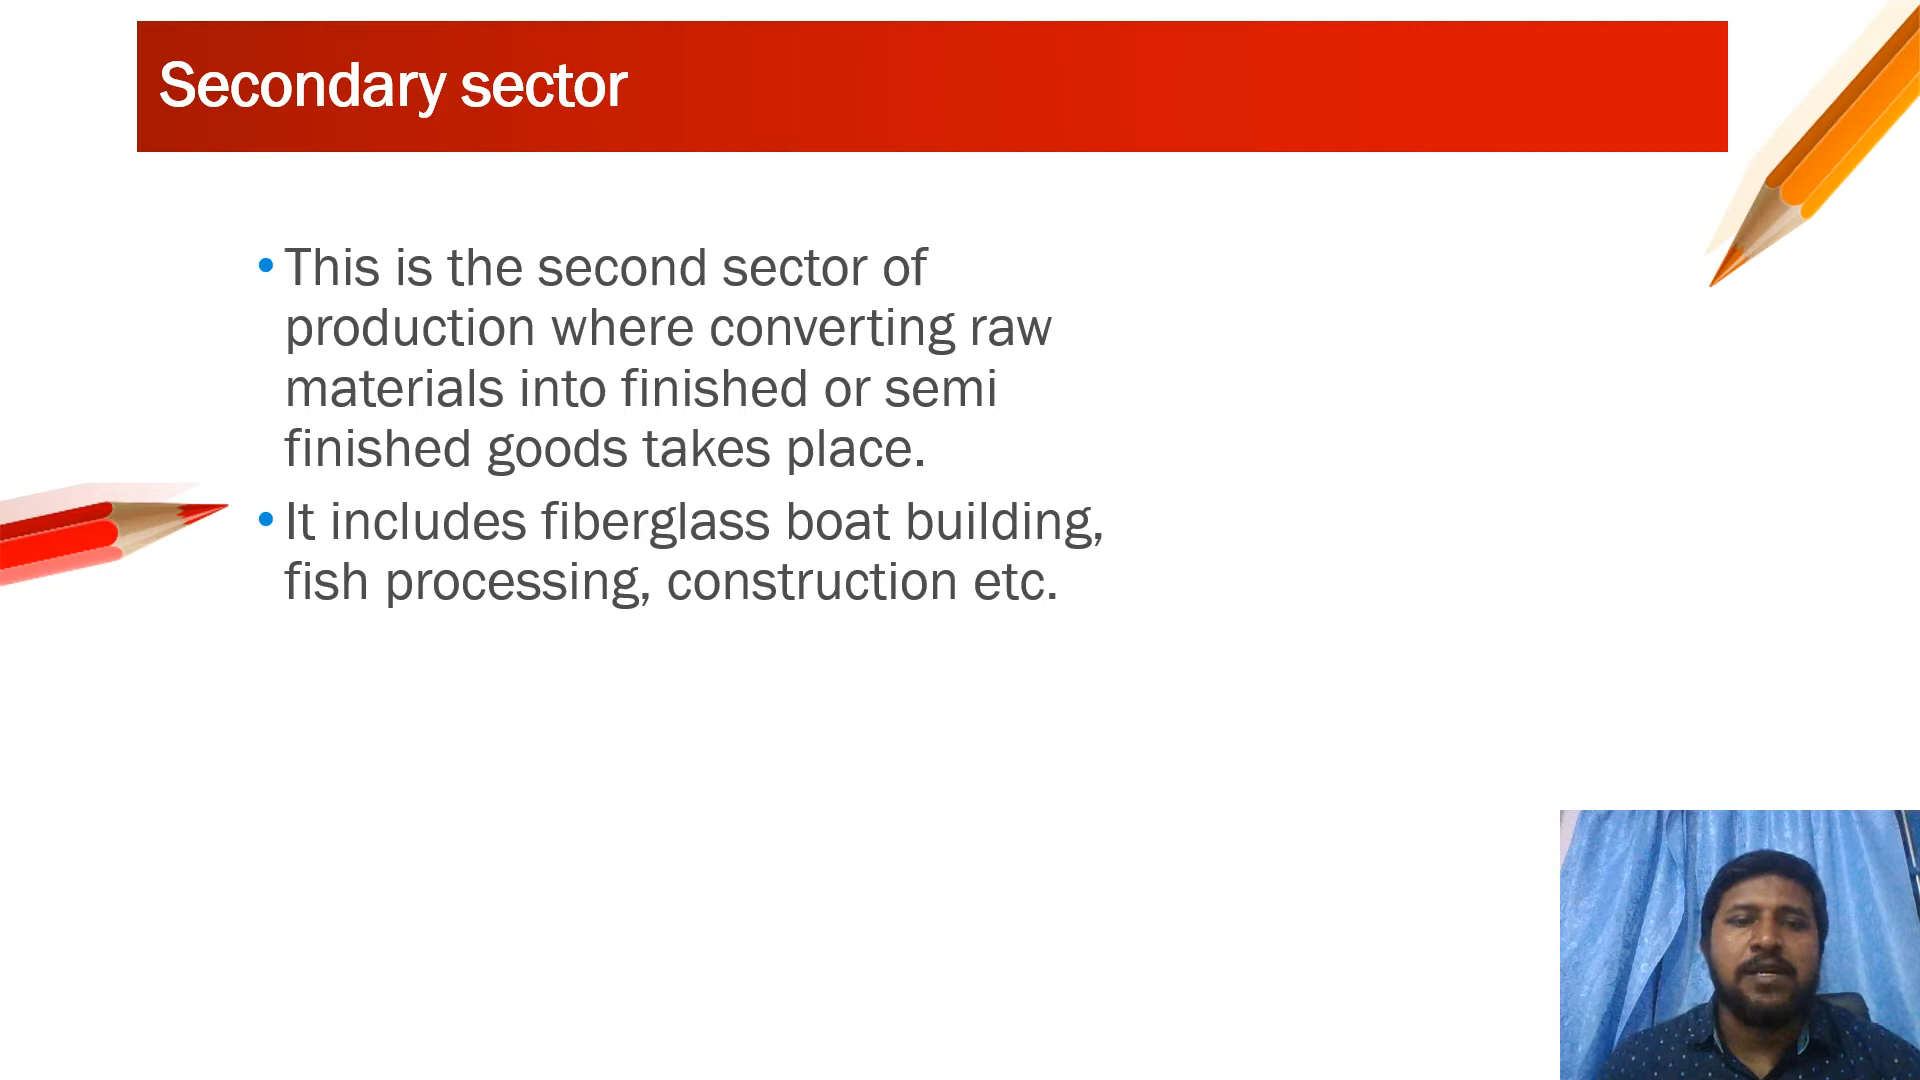 Secondary sector
• This is the second sector of
production where converting raw
materials into finished or semi
finished goods takes place.
• It includes fiberglass boat building,
fish processing, construction etc.